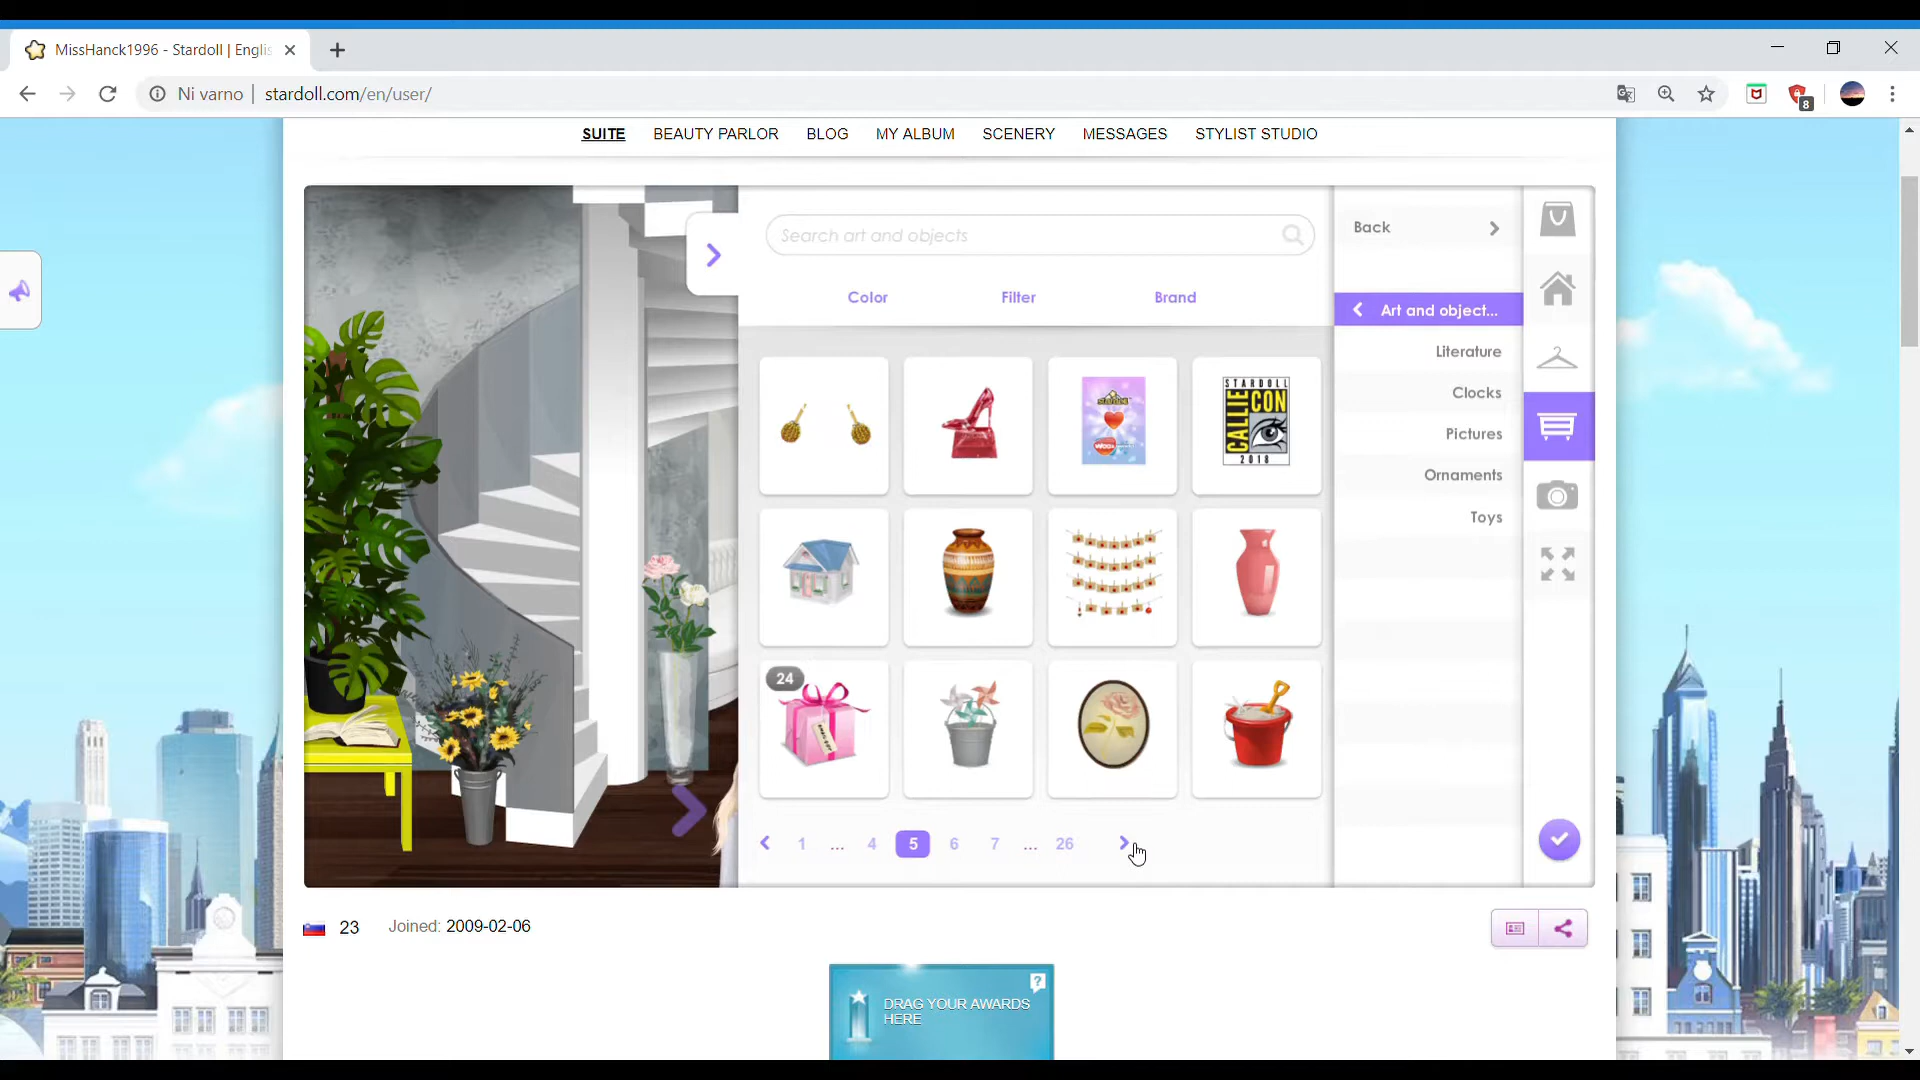 MissHanck1996 - Stardoll | Englis
Ni varno
stardoll.com/en/user/
8
SUITE
BEAUTY PARLOR
BLOG
MY ALBUM
SCENERY
MESSAGES
STYLIST STUDIO
Search art and objects
Color
Filter
Brand
Back
Art and object...
Literature
Clocks
Pictures
Ornaments
Toys
STARDOLL
CALLIE
CON
2018
24
1 ... 4 5 6 7 ... 26
23
Joined: 2009-02-06
DRAG YOUR AWARDS
HERE
?